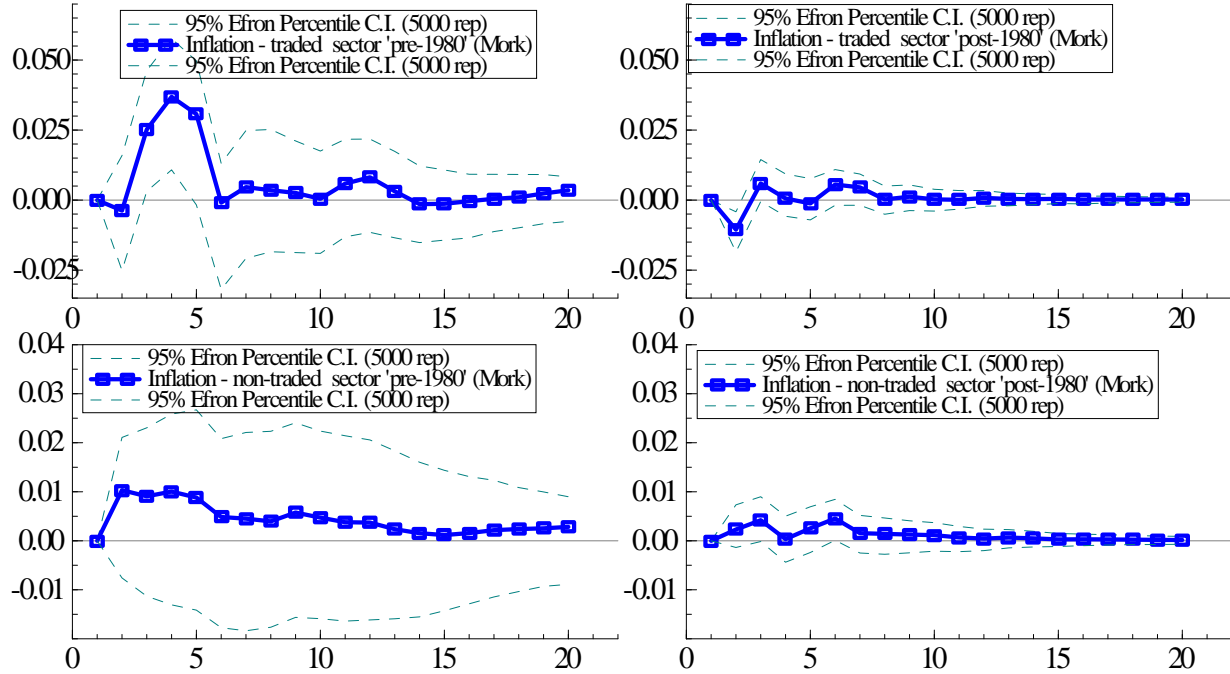 95% Efron Percentile C.I. (5000 rep)
Inflation - traded sector 'pre-1980' (Mork)
95% Efron Percentile C.I. (5000 rep)
0.050
0.025
0.000
-0.025
0 5 10 15 20
95% Efron Percentile C.I. (5000 rep)
Inflation - traded sector 'post-1980' (Mork)
95% Efron Percentile C.I. (5000 rep)
0.050
0.025
0.000
-0.025
0 5 10 15 20
95% Efron Percentile C.I. (5000 rep)
Inflation - non-traded sector 'pre-1980' (Mork)
95% Efron Percentile C.I. (5000 rep)
0.04
0.03
0.02
0.01
0.00
-0.01
0 5 10 15 20
95% Efron Percentile C.I. (5000 rep)
Inflation - non-traded sector 'post-1980' (Mork)
95% Efron Percentile C.I. (5000 rep)
0.04
0.03
0.02
0.01
0.00
-0.01
0 5 10 15 20